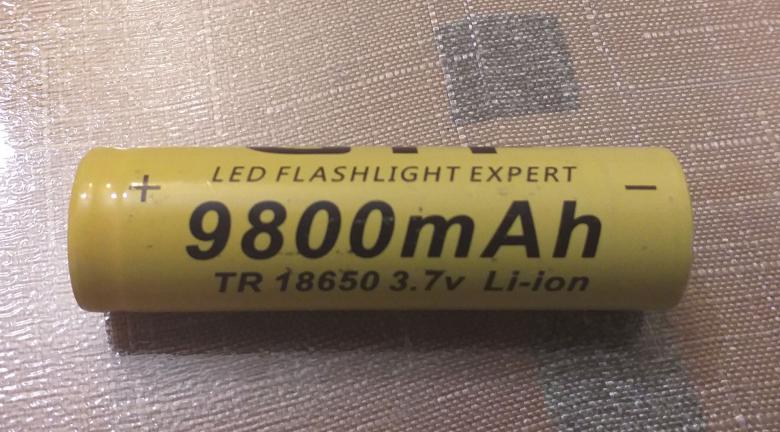 + LED FLASHLIGHT EXPERT −
9800mAh
TR 18650 3.7v Li-ion